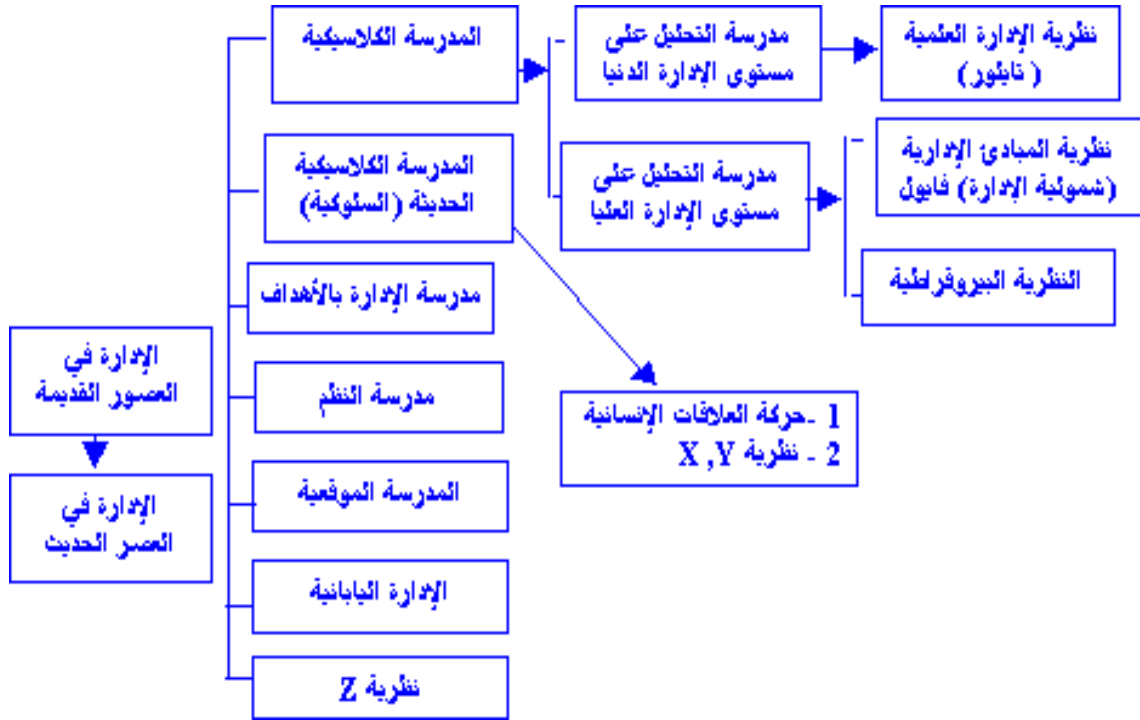 المدرسة الكلاسيكية
مدرسة التحليل على
مستوى الإدارة الدنيا
نظرية الإدارة العلمية
(تايلور)
المدرسة الكلاسيكية
الحديثة (السلوكية)
مدرسة التحليل على
مستوى الإدارة العليا
نظرية المبادئ الإدارية
(شمولية الإدارة) فايول
النظرية البيروقراطية
مدرسة الإدارة بالأهداف
الإدارة في
العصور القديمة
مدرسة النظم
1 - حركة العلاقات الإنسانية
2 - نظرية X ,Y
الإدارة في
العصر الحديث
المدرسة الموقعية
الإدارة اليابانية
نظرية Z